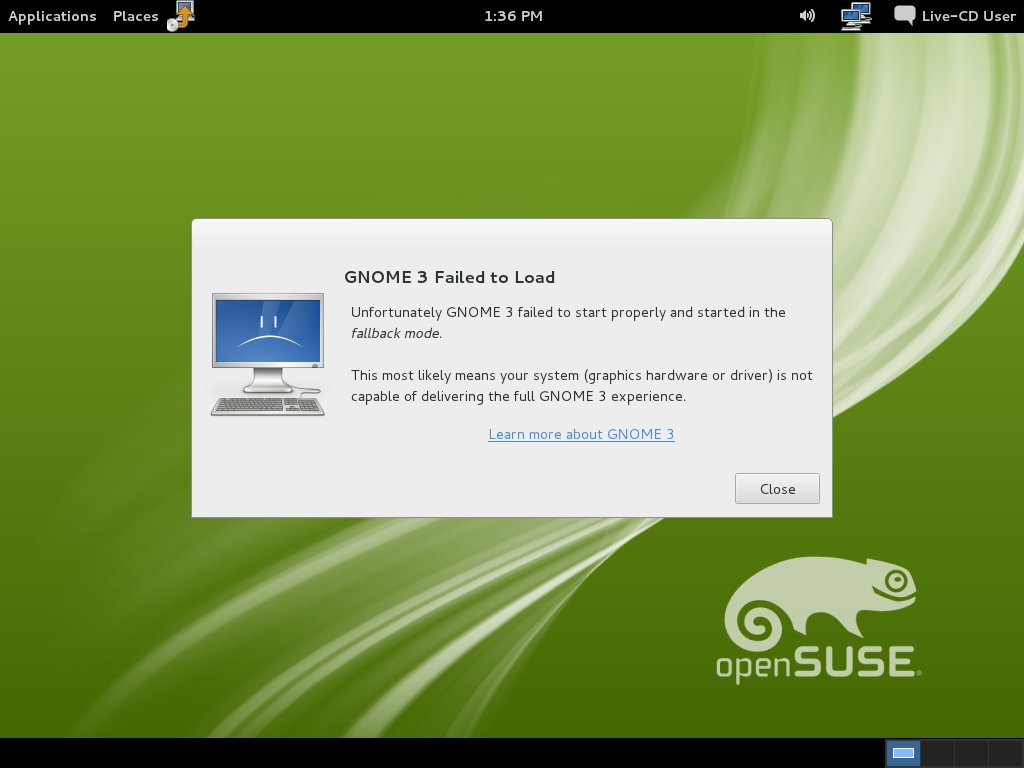 Applications Places 1:36 PM Live-CD User
GNOME 3 Failed to Load
Unfortunately GNOME 3 failed to start properly and started in the
fallback mode.
This most likely means your system (graphics hardware or driver) is not
capable of delivering the full GNOME 3 experience.
Learn more about GNOME 3
Close
openSUSE®